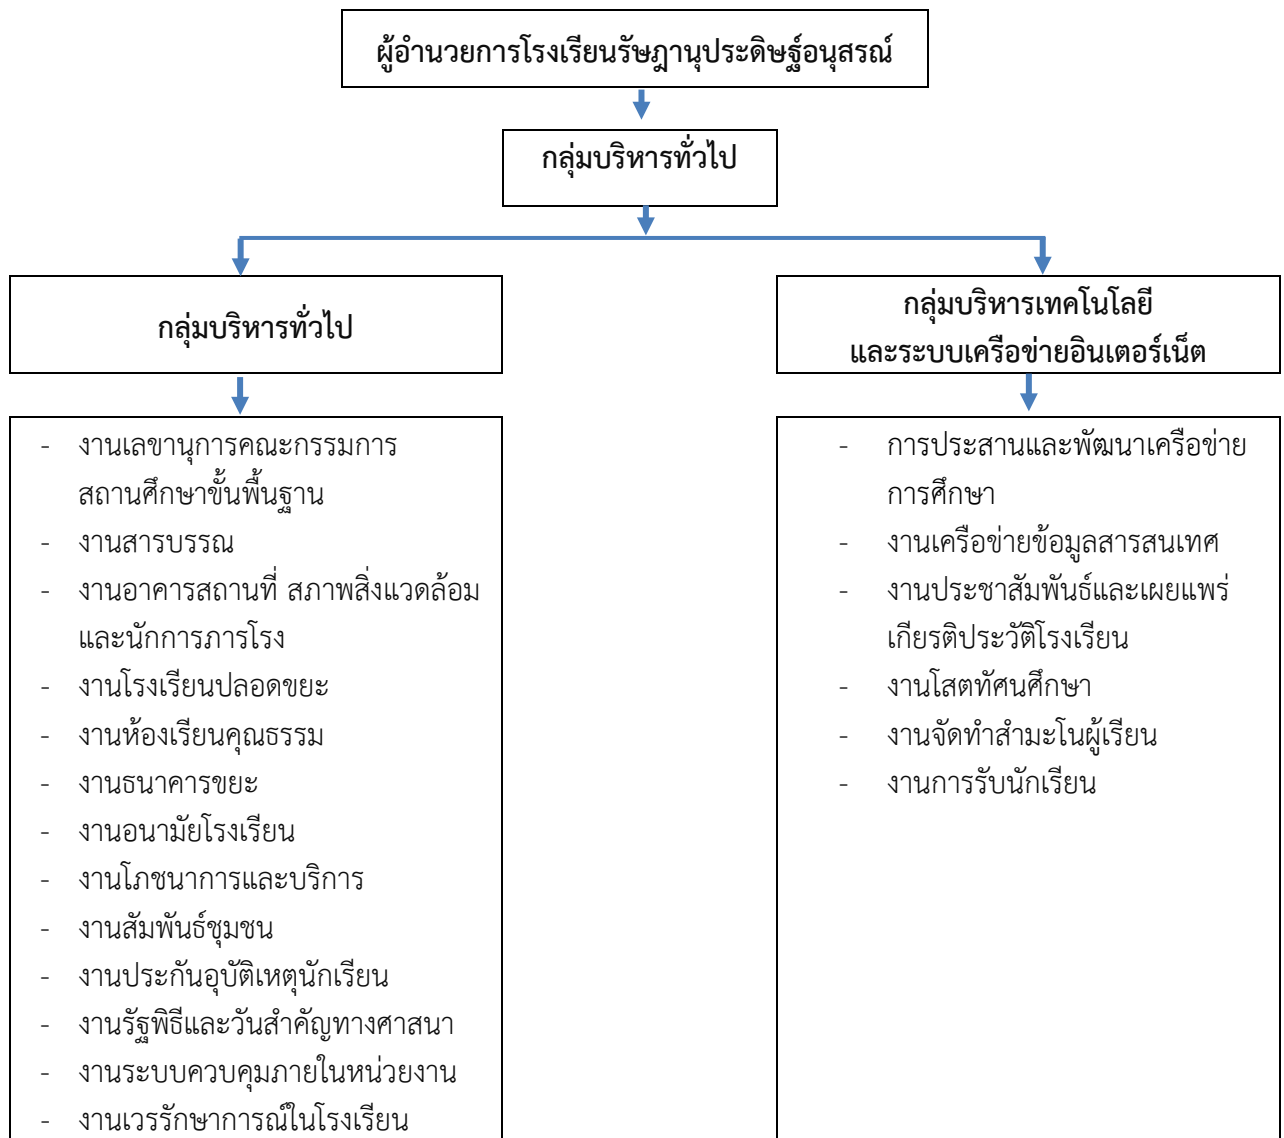 ผู้อำนวยการโรงเรียนรัษฎานุประดิษฐ์อนุสรณ์
กลุ่มบริหารทั่วไป
กลุ่มบริหารทั่วไป
- งานเลขานุการคณะกรรมการ
สถานศึกษาขั้นพื้นฐาน
- งานสารบรรณ
- งานอาคารสถานที่ สภาพสิ่งแวดล้อม
และนักการภารโรง
- งานโรงเรียนปลอดขยะ
- งานห้องเรียนคุณธรรม
- งานธนาคารขยะ
- งานอนามัยโรงเรียน
- งานโภชนาการและบริการ
- งานสัมพันธ์ชุมชน
- งานประกันอุบัติเหตุนักเรียน
- งานรัฐพิธีและวันสำคัญทางศาสนา
- งานระบบควบคุมภายในหน่วยงาน
- งานเวรรักษาการณ์ในโรงเรียน
กลุ่มบริหารเทคโนโลยี
และระบบเครือข่ายอินเตอร์เน็ต
- การประสานและพัฒนาเครือข่าย
การศึกษา
- งานเครือข่ายข้อมูลสารสนเทศ
- งานประชาสัมพันธ์และเผยแพร่
เกียรติประวัติโรงเรียน
- งานโสตทัศนศึกษา
- งานจัดทำสำมะโนผู้เรียน
- งานการรับนักเรียน